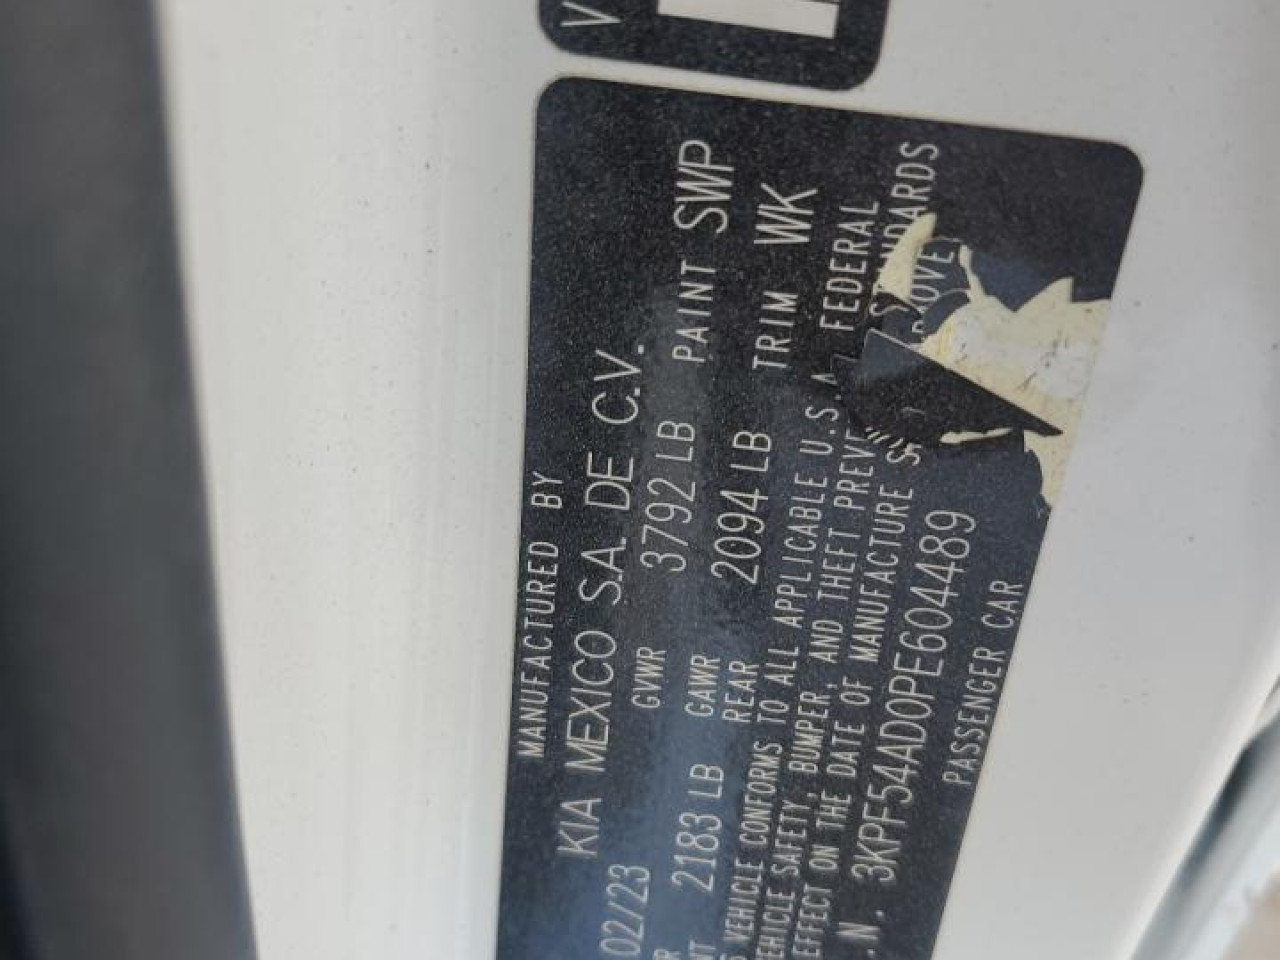 V
MANUFACTURED BY
KIA MEXICO S.A. DE C.V.
02/23 GVWR 3792 LB PAINT SWP
2183 LB GAWR REAR 2094 LB TRIM WK
VEHICLE CONFORMS TO ALL APPLICABLE U.S.A FEDERAL
SAFETY, BUMPER, AND THEFT
EFFECT ON THE DATE OF MANUFACTURE
.N. 3KPF54AD0PE604489
PASSENGER CAR